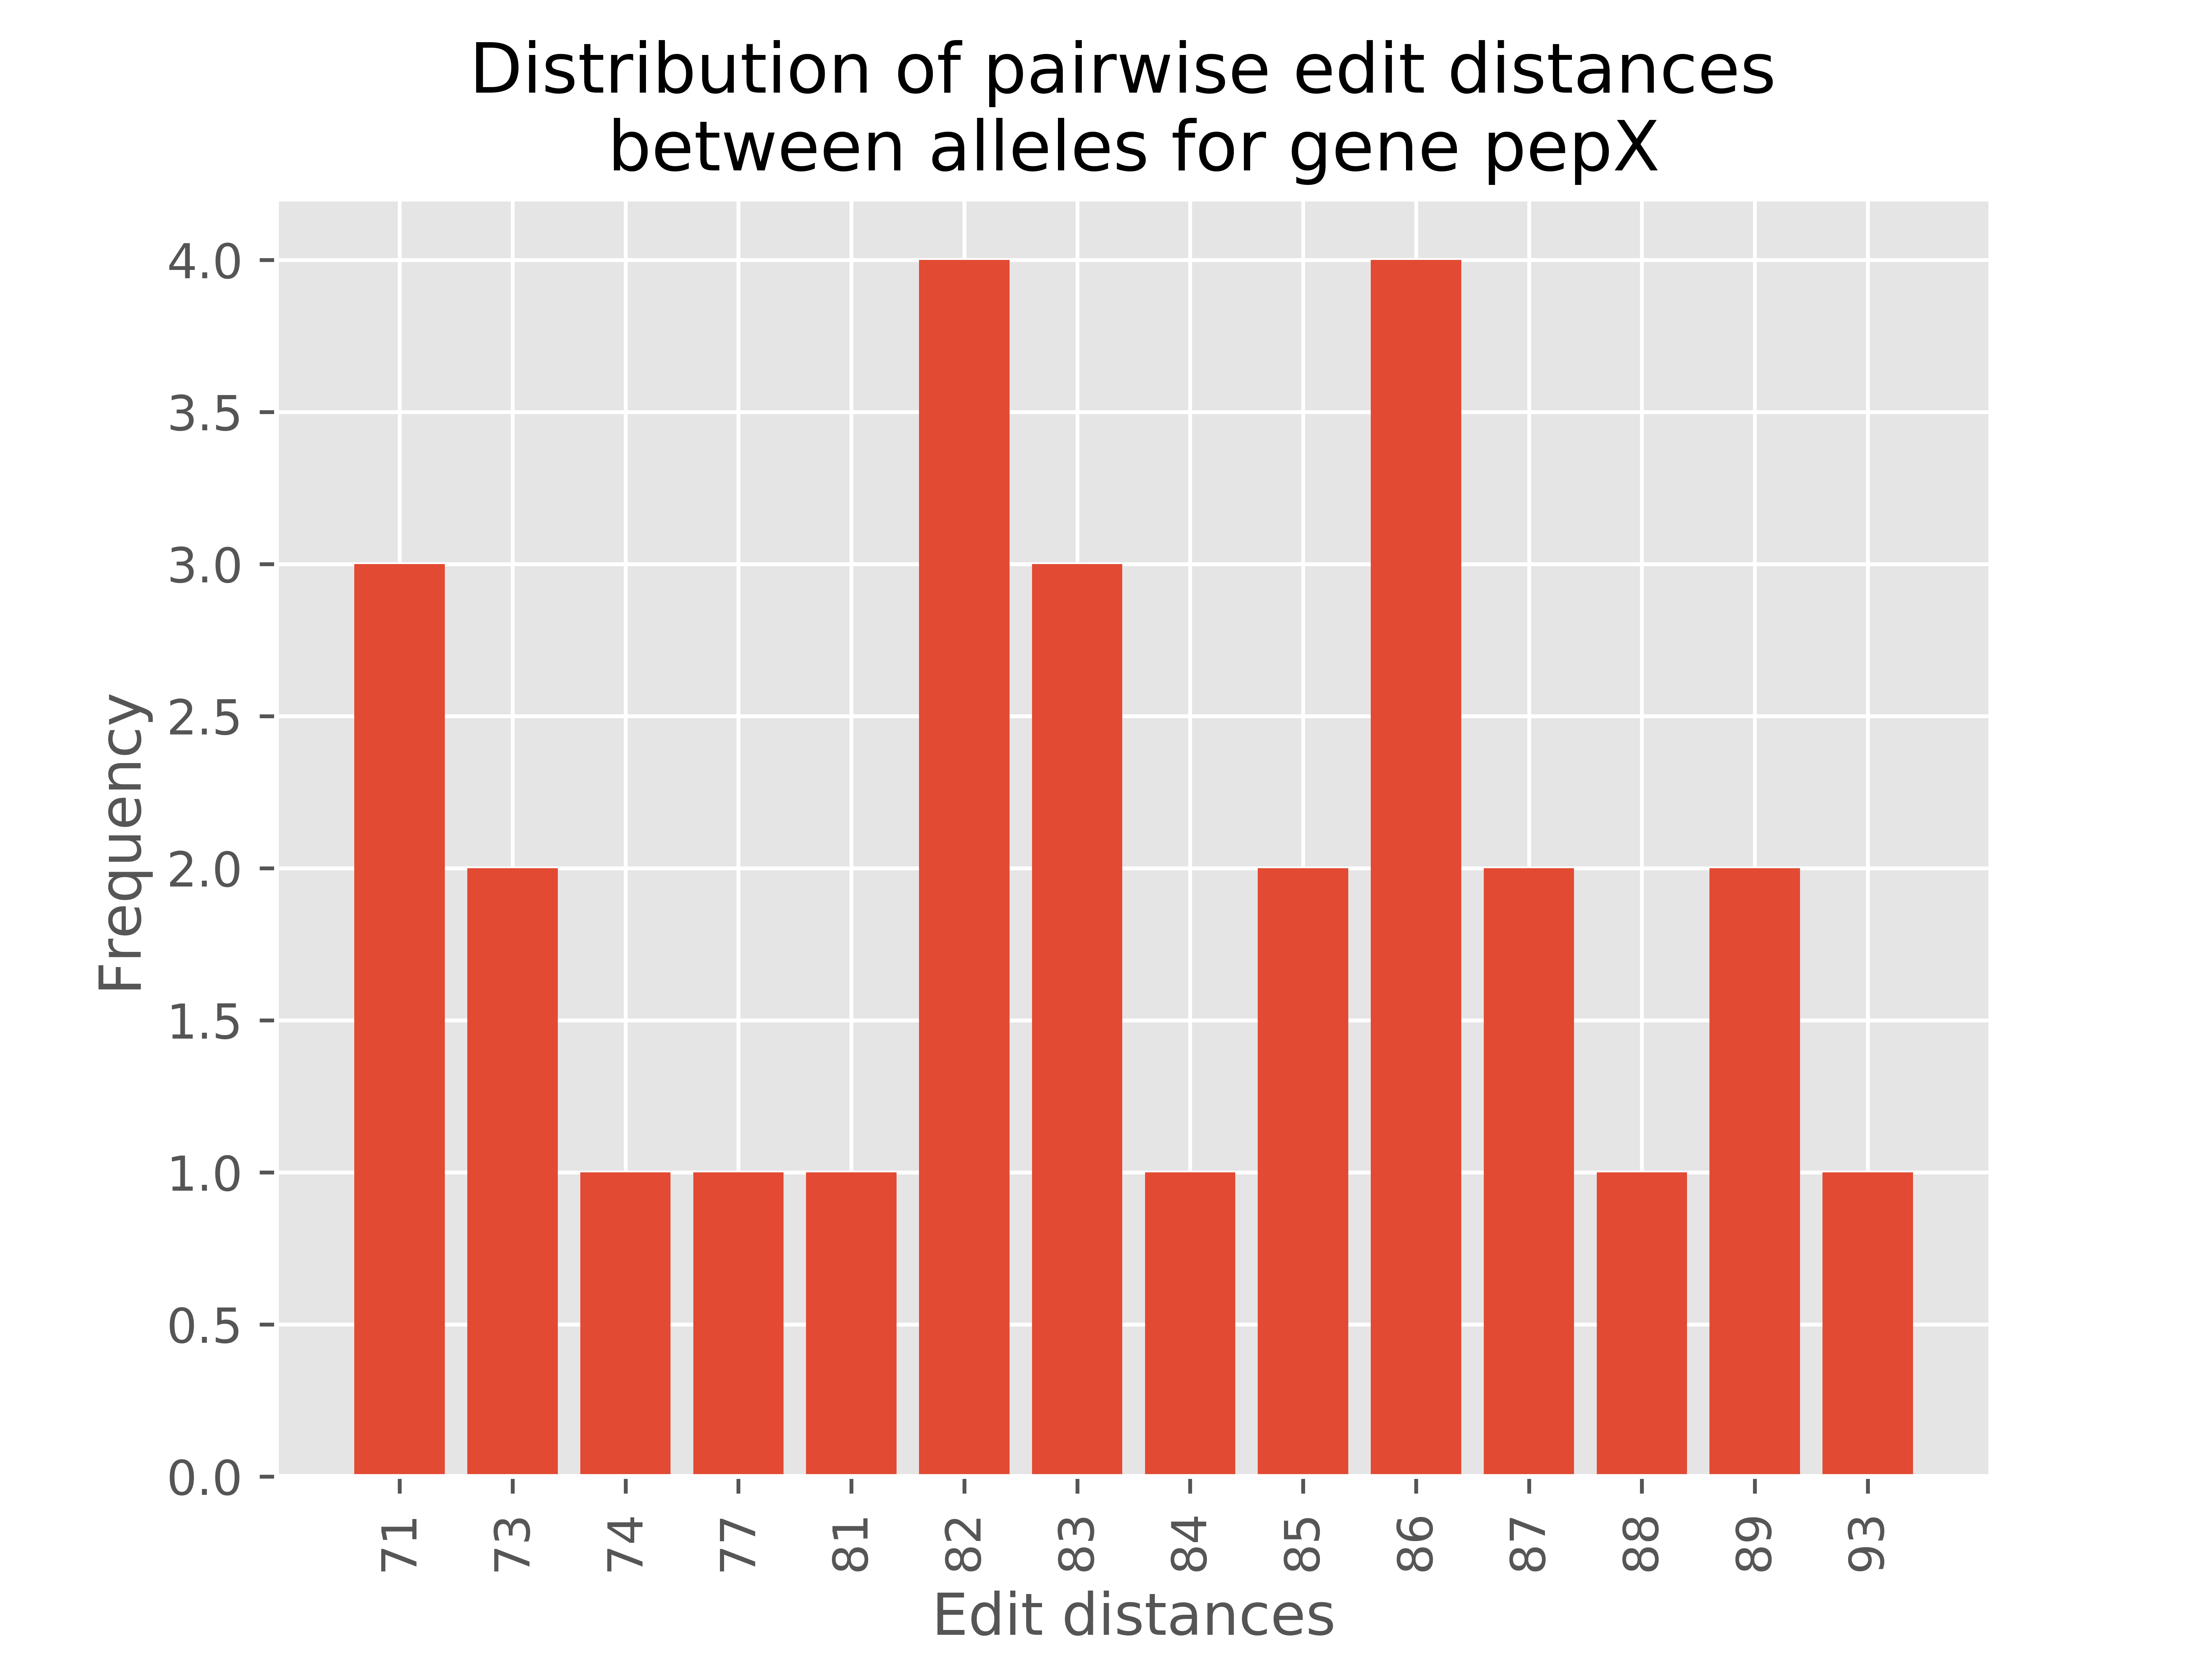 Distribution of pairwise edit distances
between alleles for gene pepX
4.0
3.5
3.0
2.5
2.0
1.5
1.0
0.5
0.0
Frequency
71 73 74 77 81 82 83 84 85 86 87 88 89 93
Edit distances